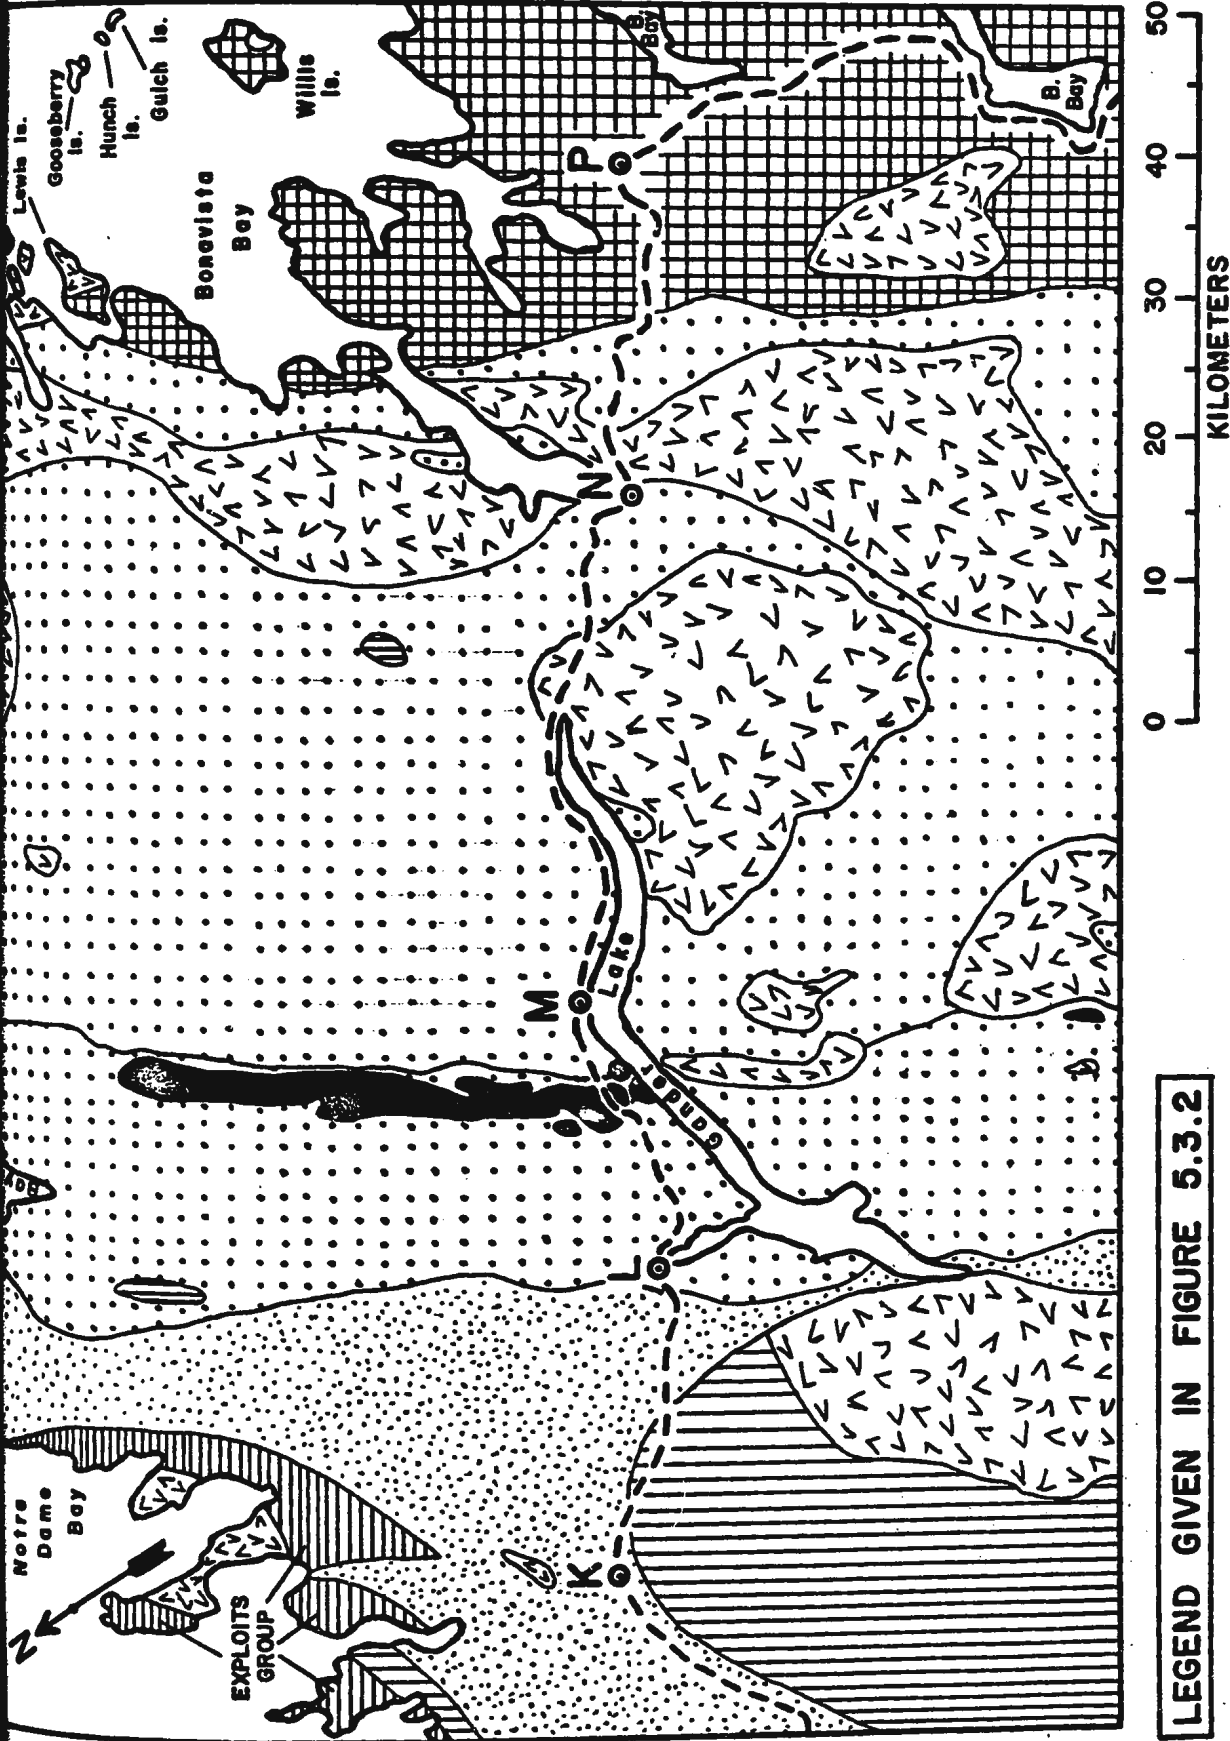 Lewis Is.
Gooseberry
Is.
Hunch
Is.
Gulch Is.
Willis
Is.
Bonavista
Bay
B.
Bay
P
B.
Bay
N
M
Gander
Lake
L
K
Bay
Notre
Dame
Bay
N
EXPLOITS
GROUP
0 10 20 30 40 50
KILOMETERS
LEGEND GIVEN IN FIGURE 5.3.2